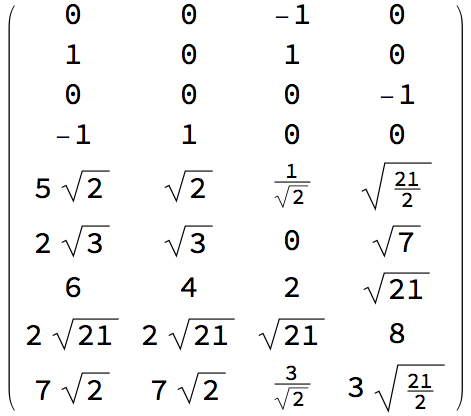 0 0 −1 0
1 0 1 0
0 0 0 −1
−1 1 0 0
5 √2 √2 1/√2 √(21/2)
2 √3 √3 0 √7
6 4 2 √21
2 √21 2 √21 √21 8
7 √2 7 √2 3/√2 3 √(21/2)